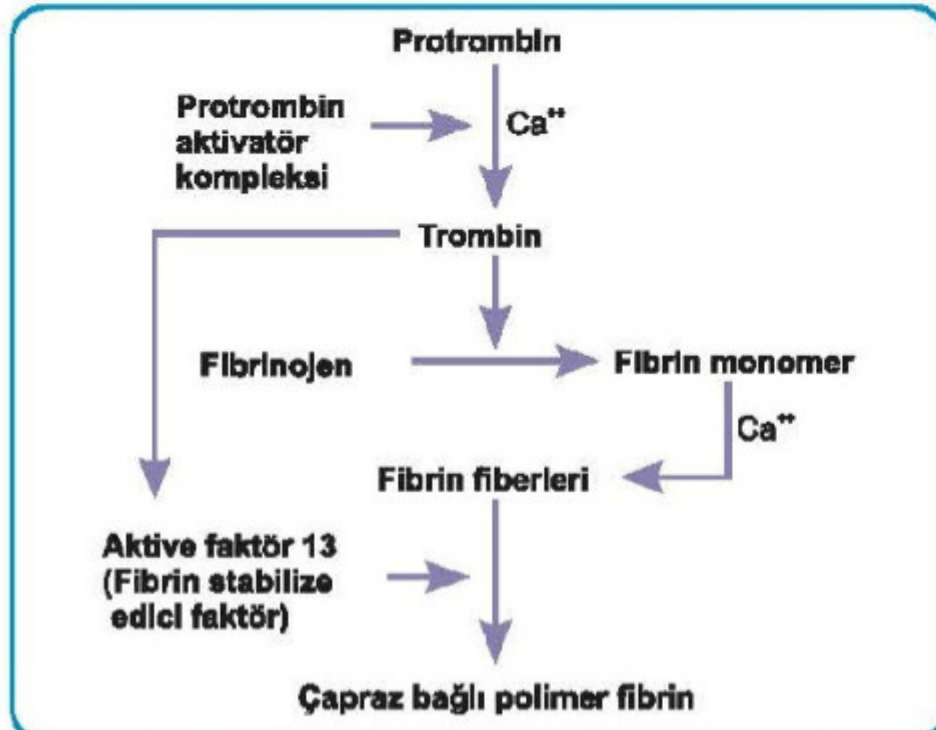 Protrombin
Protrombin
aktivatör
kompleksi
Ca⁺⁺
Trombin
Fibrinojen
Fibrin monomer
Ca⁺⁺
Fibrin fiberleri
Aktive faktör 13
(Fibrin stabilize
edici faktör)
Çapraz bağlı polimer fibrin